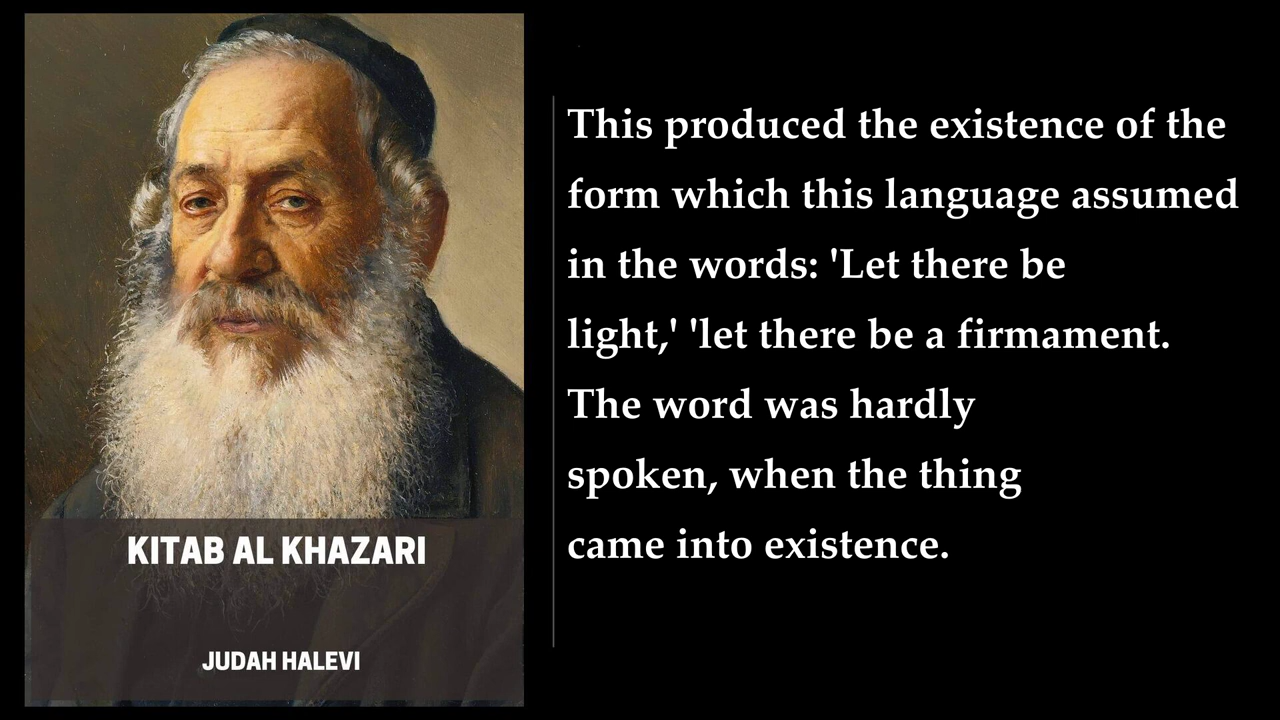 KITAB AL KHAZARI
JUDAH HALEVI
This produced the existence of the
form which this language assumed
in the words: 'Let there be
light,' 'let there be a firmament.
The word was hardly
spoken, when the thing
came into existence.